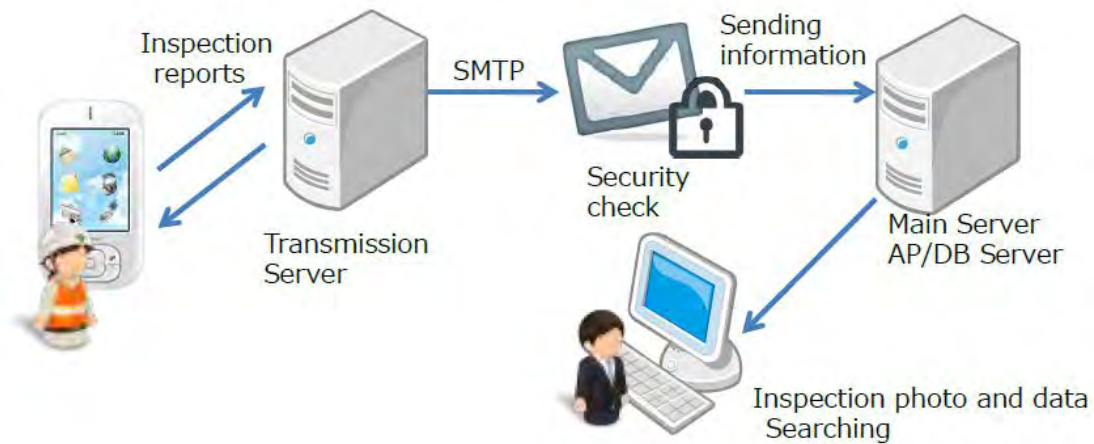 Inspection
reports
SMTP
Sending
information
Security
check
Transmission
Server
Main Server
AP/DB Server
Inspection photo and data
Searching